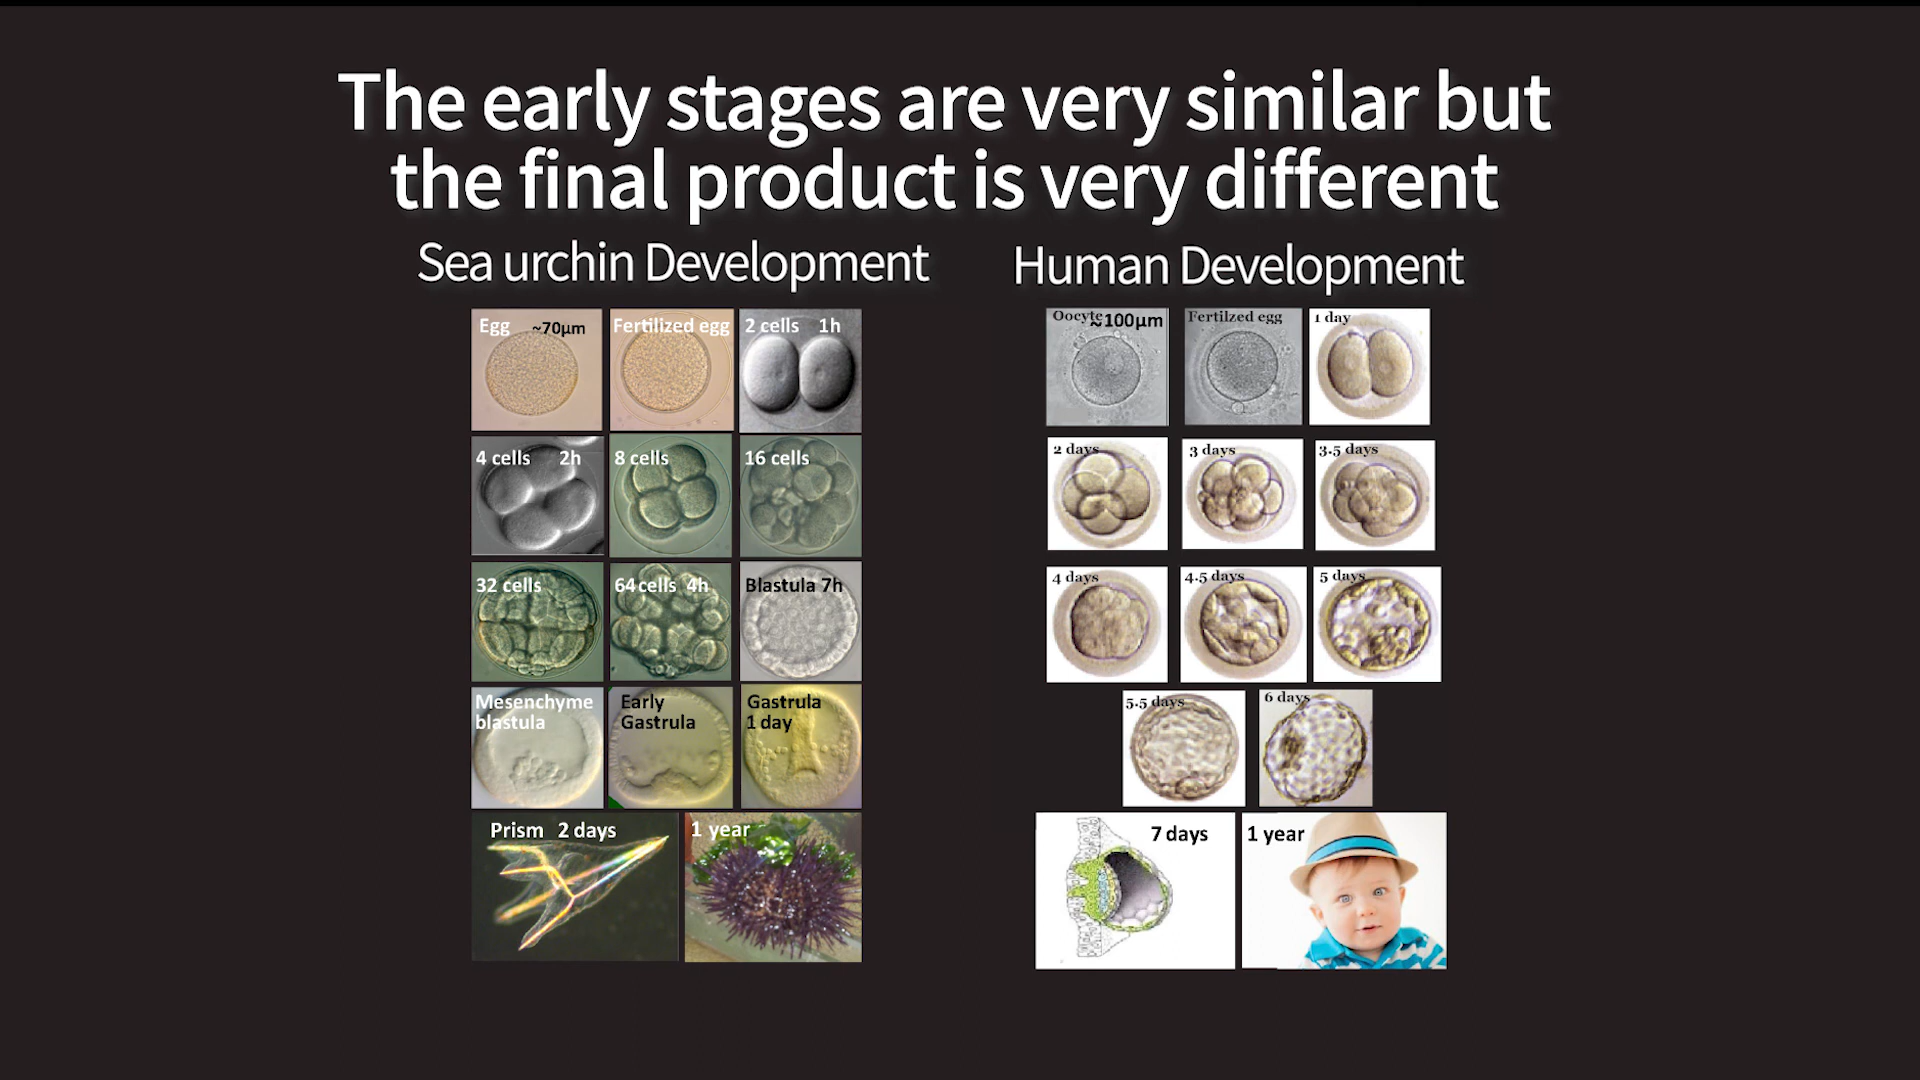 The early stages are very similar but
the final product is very different
Sea urchin Development
Egg ~70µm
Fertilized egg
2 cells 1h
4 cells 2h
8 cells
16 cells
32 cells
64 cells 4h
Blastula 7h
Mesenchyme
blastula
Early
Gastrula
Gastrula
1 day
Prism 2 days
1 year
Human Development
Oocyte ~100µm
Fertilzed egg
1 day
2 days
3 days
3.5 days
4 days
4.5 days
5 days
5.5 days
6 days
7 days
1 year